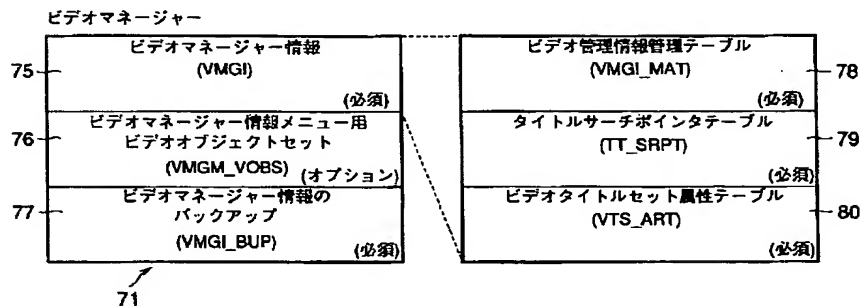 ビデオマネージャー
ビデオマネージャー情報
(VMGI)
(必須)
75
ビデオマネージャー情報メニュー用
ビデオオブジェクトセット
(VMGM_VOBS)
(オプション)
76
ビデオマネージャー情報の
バックアップ
(VMGI_BUP)
(必須)
77
71
ビデオ管理情報管理テーブル
(VMGI_MAT)
(必須)
78
タイトルサーチポインタテーブル
(TT_SRPT)
(必須)
79
ビデオタイトルセット属性テーブル
(VTS_ART)
(必須)
80